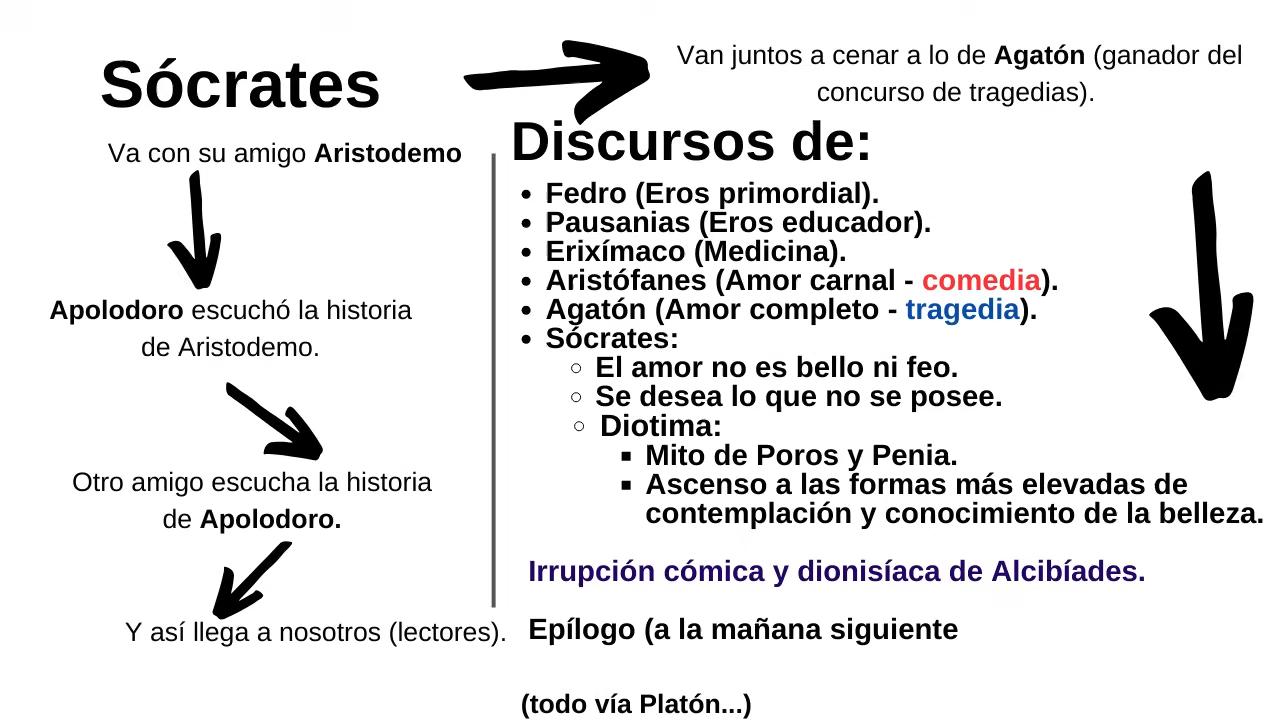 Sócrates
Va con su amigo Aristodemo
Apolodoro escuchó la historia
de Aristodemo.
Otro amigo escucha la historia
de Apolodoro.
Y así llega a nosotros (lectores).
Van juntos a cenar a lo de Agatón (ganador del
concurso de tragedias).
Discursos de:
• Fedro (Eros primordial).
• Pausanias (Eros educador).
• Erixímaco (Medicina).
• Aristófanes (Amor carnal - comedia).
• Agatón (Amor completo - tragedia).
• Sócrates:
○ El amor no es bello ni feo.
○ Se desea lo que no se posee.
○ Diotima:
▪ Mito de Poros y Penia.
▪ Ascenso a las formas más elevadas de
contemplación y conocimiento de la belleza.
Irrupción cómica y dionisíaca de Alcibíades.
Epílogo (a la mañana siguiente
(todo vía Platón...)